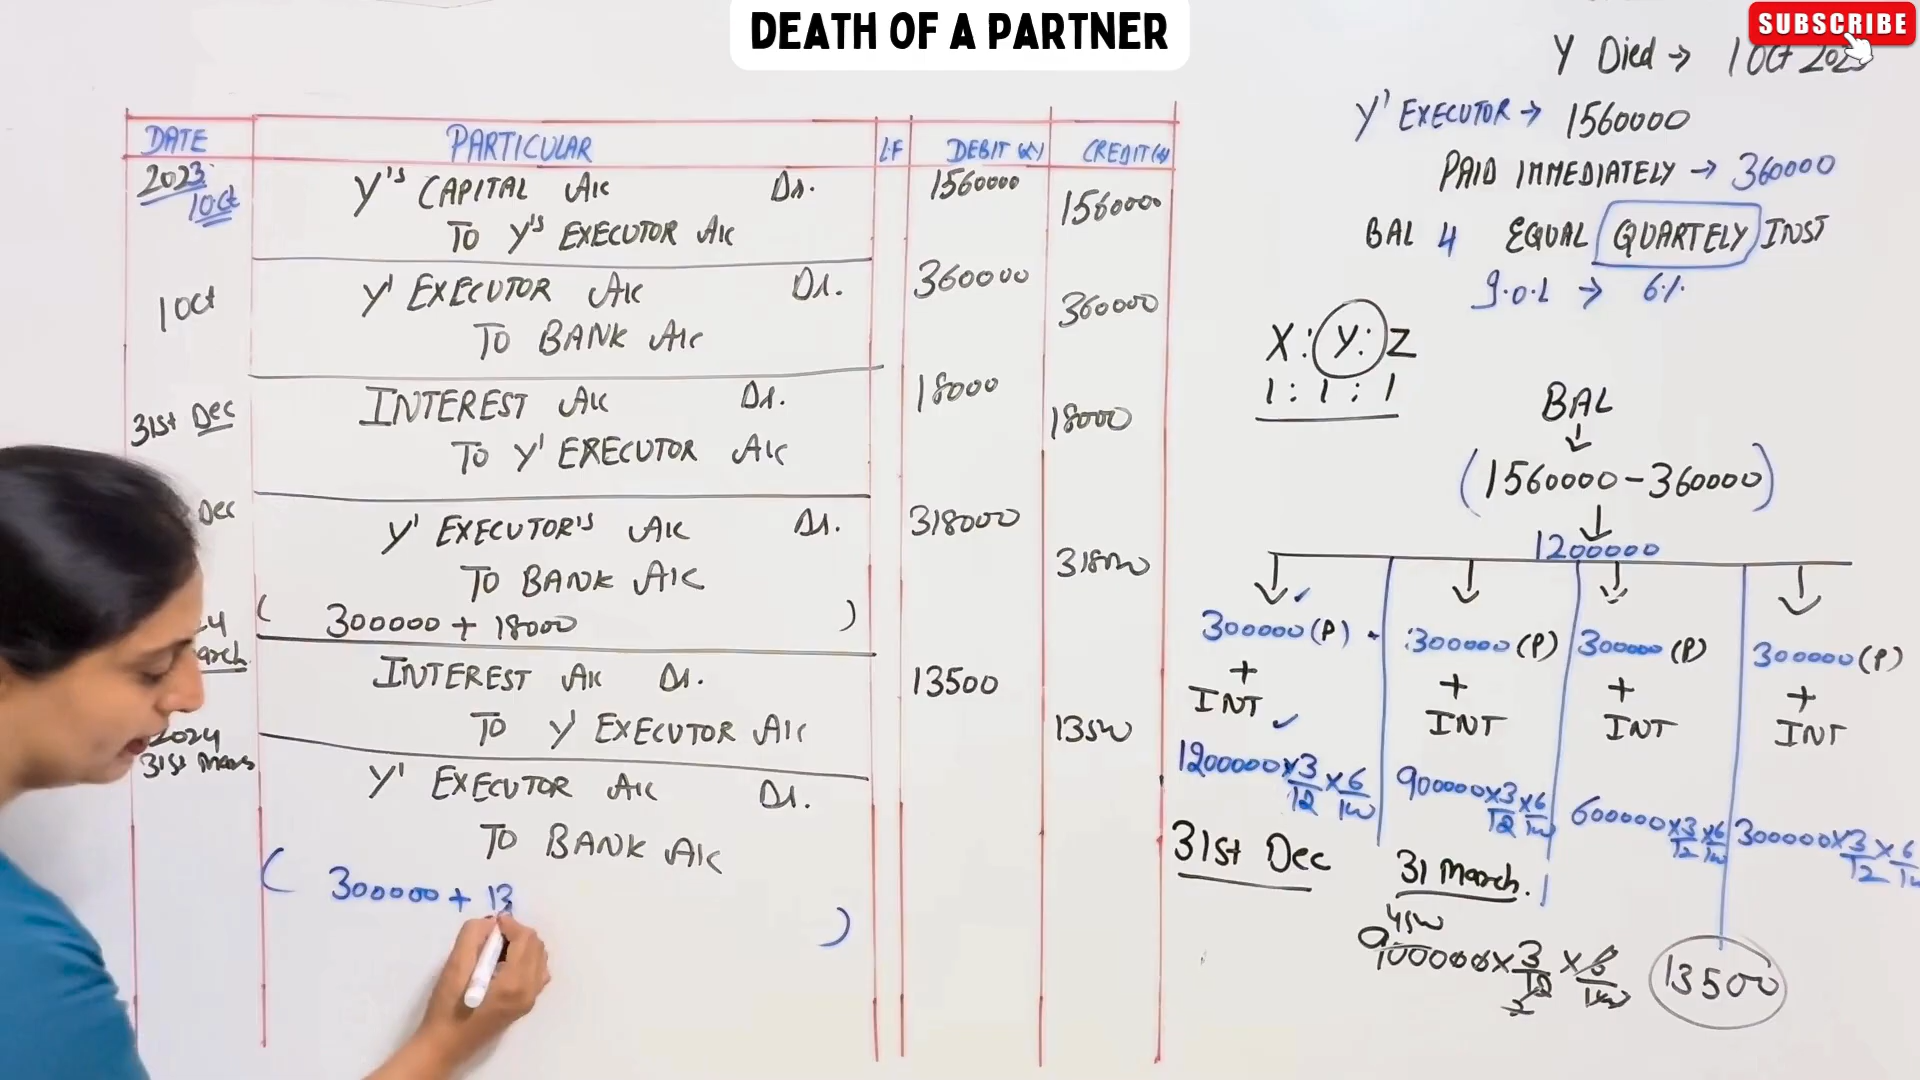 DEATH OF A PARTNER
SUBSCRIBE
Y Died → 1 Oct 2023
Y' EXECUTOR → 1560000
PAID IMMEDIATELY → 360000
BAL 4 EQUAL QUARTELY INST
I.O.L → 6%
X : Y : Z
1 : 1 : 1
BAL
(1560000 - 360000)
1200000
300000 (P) 300000 (P) 300000 (P) 300000 (P)
+ + + +
INT INT INT INT
1200000 × 3/12 × 6/100 900000 × 3/12 × 6/100 600000 × 3/12 × 6/100 300000 × 3/12 × 6
31st Dec 31 March.
4500
900000 × 3/12 × 6/100 13500
2
DATE PARTICULAR LF DEBIT (₹) CREDIT (₹)
2023
1 Oct Y's CAPITAL A/c Dr. 1560000
TO Y's EXECUTOR A/c 1560000
1 Oct Y' EXECUTOR A/c Dr. 360000
TO BANK A/c 360000
31st Dec INTEREST A/c Dr. 18000
TO Y' EXECUTOR A/c 18000
Dec Y' EXECUTOR'S A/c Dr. 318000
TO BANK A/c 318000
( 300000 + 18000 )
INTEREST A/c Dr. 13500
TO Y EXECUTOR A/c 13500
2024
31st March Y' EXECUTOR A/c Dr.
TO BANK A/c
( 300000 + 13 )